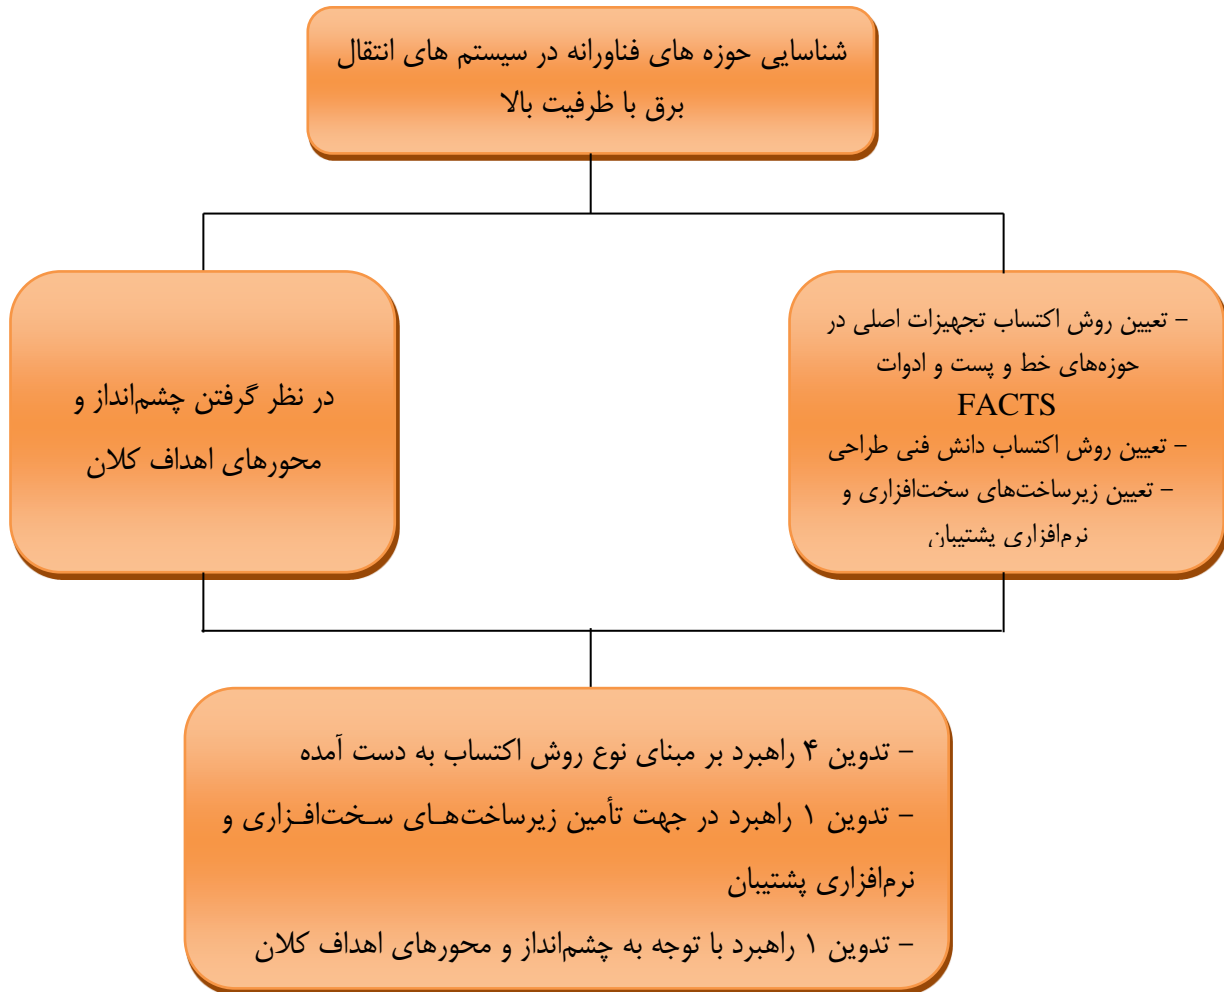 شناسایی حوزه های فناورانه در سیستم های انتقال
برق با ظرفیت بالا
- تعیین روش اکتساب تجهیزات اصلی در
حوزه‌های خط و پست و ادوات
FACTS
- تعیین روش اکتساب دانش فنی طراحی
- تعیین زیرساخت‌های سخت‌افزاری و
نرم‌افزاری پشتیبان
در نظر گرفتن چشم‌انداز و
محورهای اهداف کلان
- تدوین ۴ راهبرد بر مبنای نوع روش اکتساب به دست آمده
- تدوین ۱ راهبرد در جهت تأمین زیرساخت‌هـای سـخت‌افـزاری و
نرم‌افزاری پشتیبان
- تدوین ۱ راهبرد با توجه به چشم‌انداز و محورهای اهداف کلان